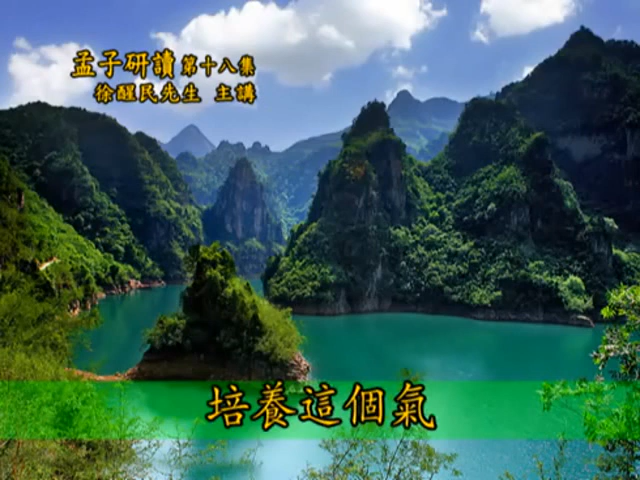 孟子研讀 第十八集
徐醒民先生 主講
培養這個氣